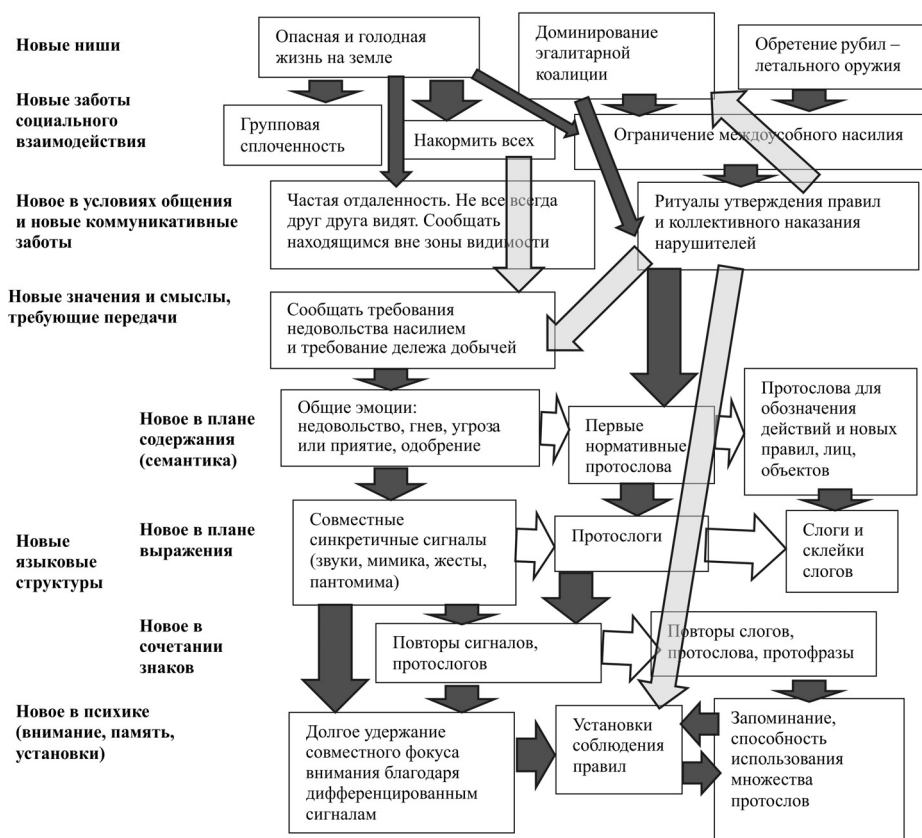 Новые ниши
Опасная и голодная
жизнь на земле
Доминирование
эгалитарной
коалиции
Обретение рубил –
летального оружия
Новые заботы
социального
взаимодействия
Групповая
сплоченность
Накормить всех
Ограничение междоусобного насилия
Новое в условиях общения
и новые коммуникативные
заботы
Частая отдаленность. Не все всегда
друг друга видят. Сообщать
находящимся вне зоны видимости
Ритуалы утверждения правил
и коллективного наказания
нарушителей
Новые значения и смыслы,
требующие передачи
Сообщать требования
недовольства насилием
и требование дележа добычей
Новые
языковые
структуры
Новое в плане
содержания
(семантика)
Общие эмоции:
недовольство, гнев, угроза
или приятие, одобрение
Первые
нормативные
протослова
Протослова для
обозначения
действий и новых
правил, лиц,
объектов
Новое в плане
выражения
Совместные
синкретичные сигналы
(звуки, мимика, жесты,
пантомима)
Протослоги
Слоги и
склейки
слогов
Новое в
сочетании
знаков
Повторы сигналов,
протослогов
Повторы слогов,
протослова, протофразы
Новое в психике
(внимание, память,
установки)
Долгое удержание
совместного фокуса
внимания благодаря
дифференцированным
сигналам
Установки
соблюдения
правил
Запоминание,
способность
использования
множества
протослов